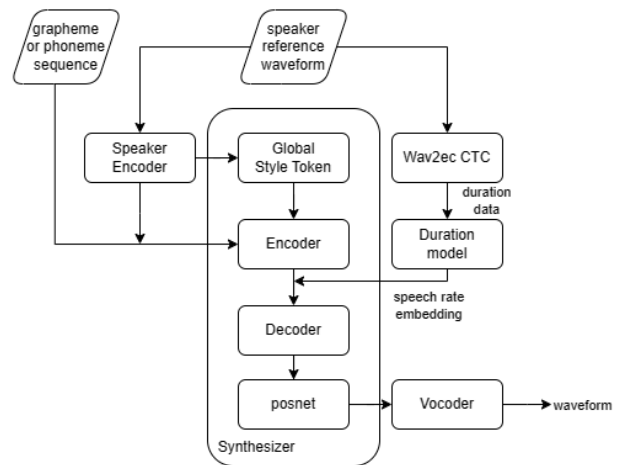 grapheme
or phoneme
sequence
speaker
reference
waveform
Speaker
Encoder
Global
Style Token
Wav2ec CTC
duration
data
Encoder
Duration
model
speech rate
embedding
Decoder
posnet
Vocoder
waveform
Synthesizer